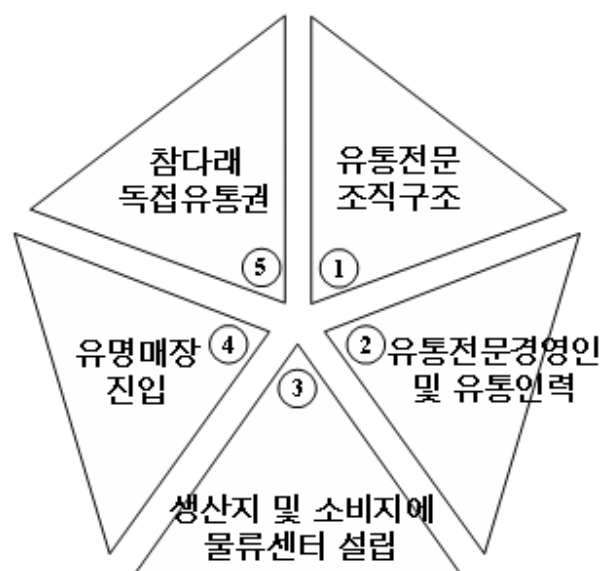 유통전문
조직구조
①
② 유통전문경영인
및 유통인력
③
생산지 및 소비지에
물류센터 설립
유명매장 ④
진입
참다래
독접유통권
⑤